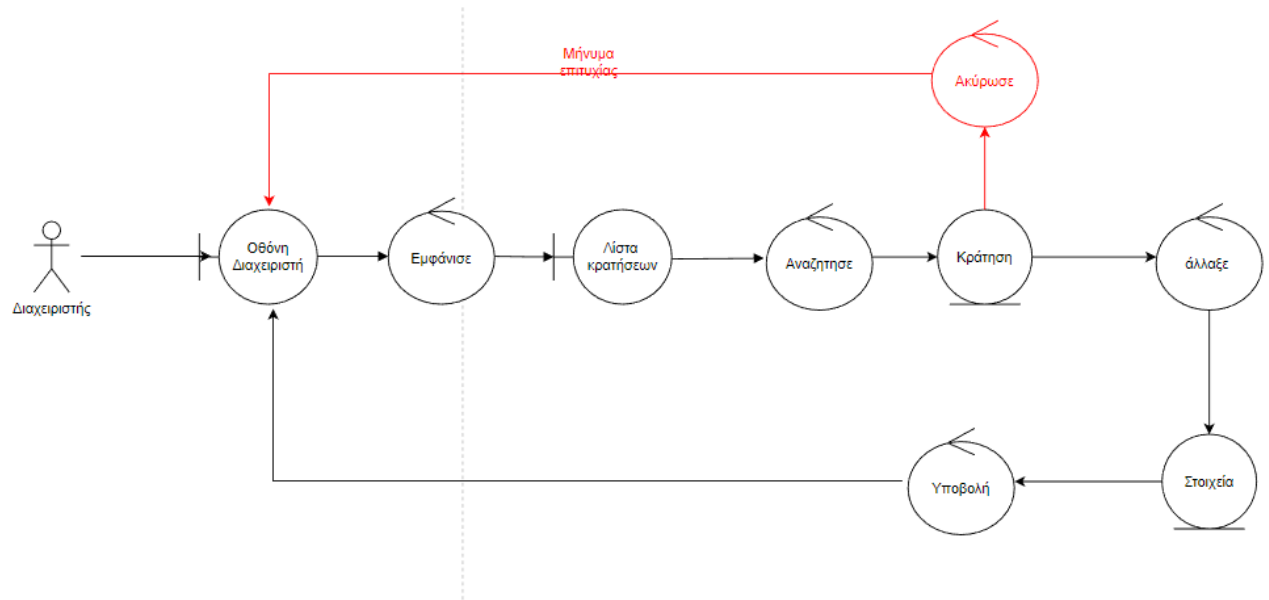 Μήνυμα
επιτυχίας
Ακύρωσε
Οθόνη
Διαχειριστή
Εμφάνισε
Λίστα
κρατήσεων
Αναζητησε
Κράτηση
άλλαξε
Διαχειριστής
Υποβολή
Στοιχεία